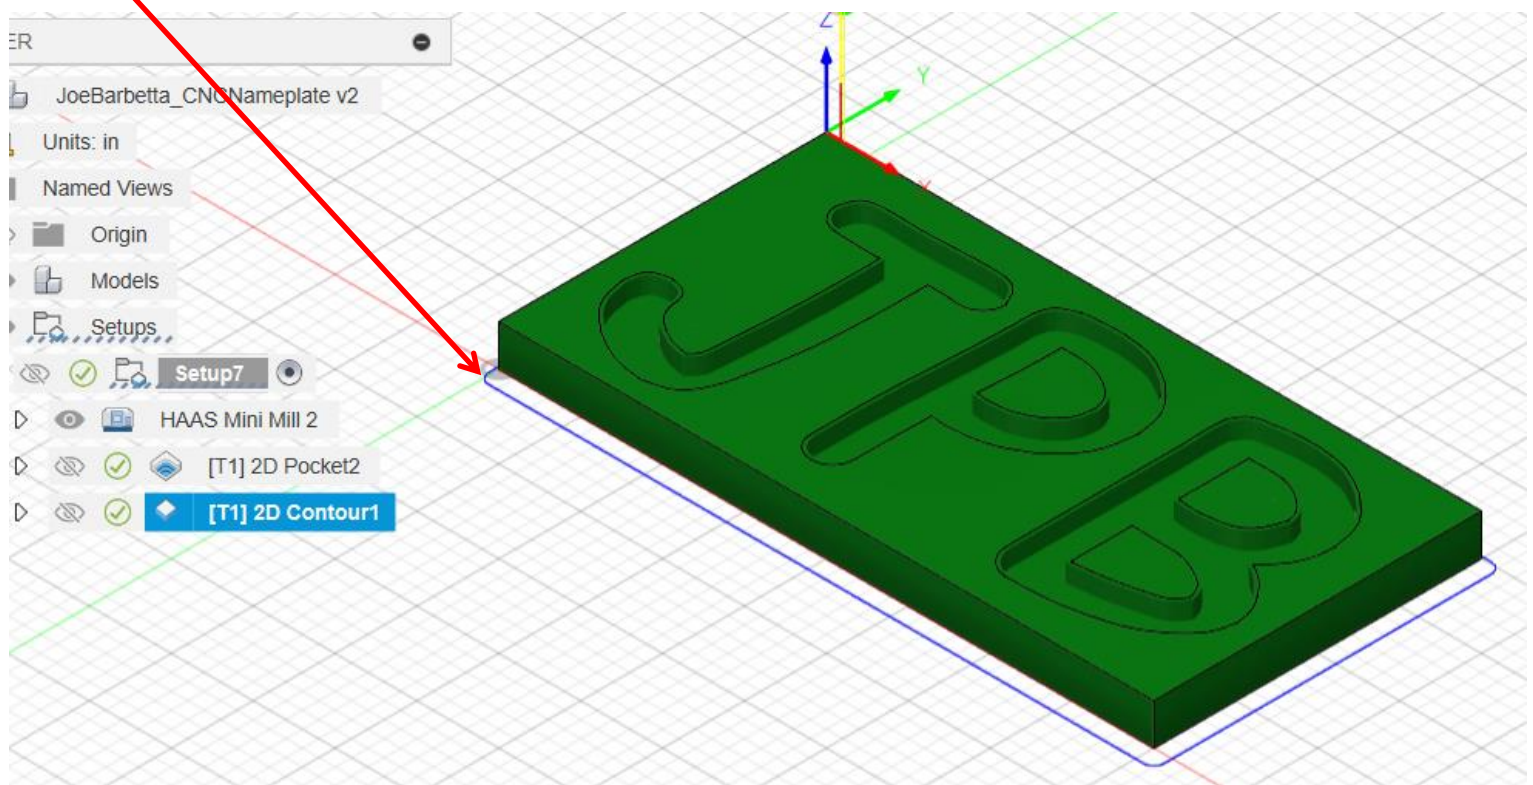 ER
JoeBarbetta_CNCNameplate v2
Units: in
Named Views
Origin
Models
Setups
Setup7
HAAS Mini Mill 2
[T1] 2D Pocket2
[T1] 2D Contour1
Z
Y
X
JPB